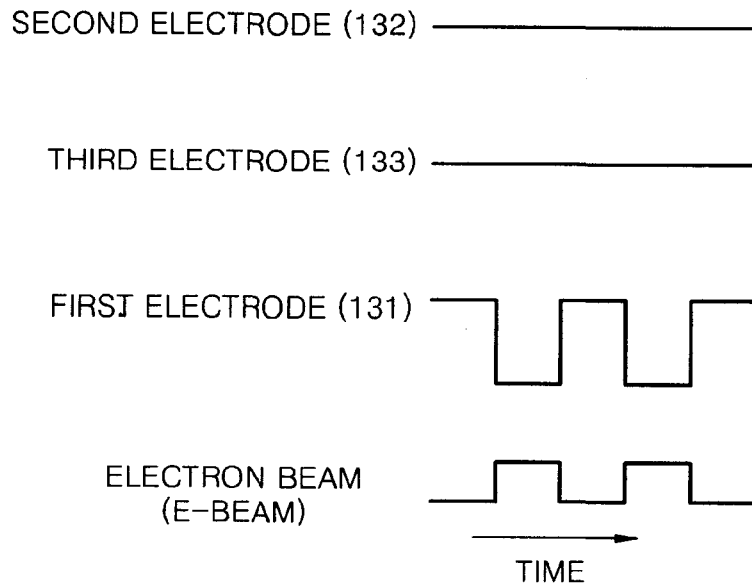 SECOND ELECTRODE (132)
THIRD ELECTRODE (133)
FIRST ELECTRODE (131)
ELECTRON BEAM
(E-BEAM)
TIME